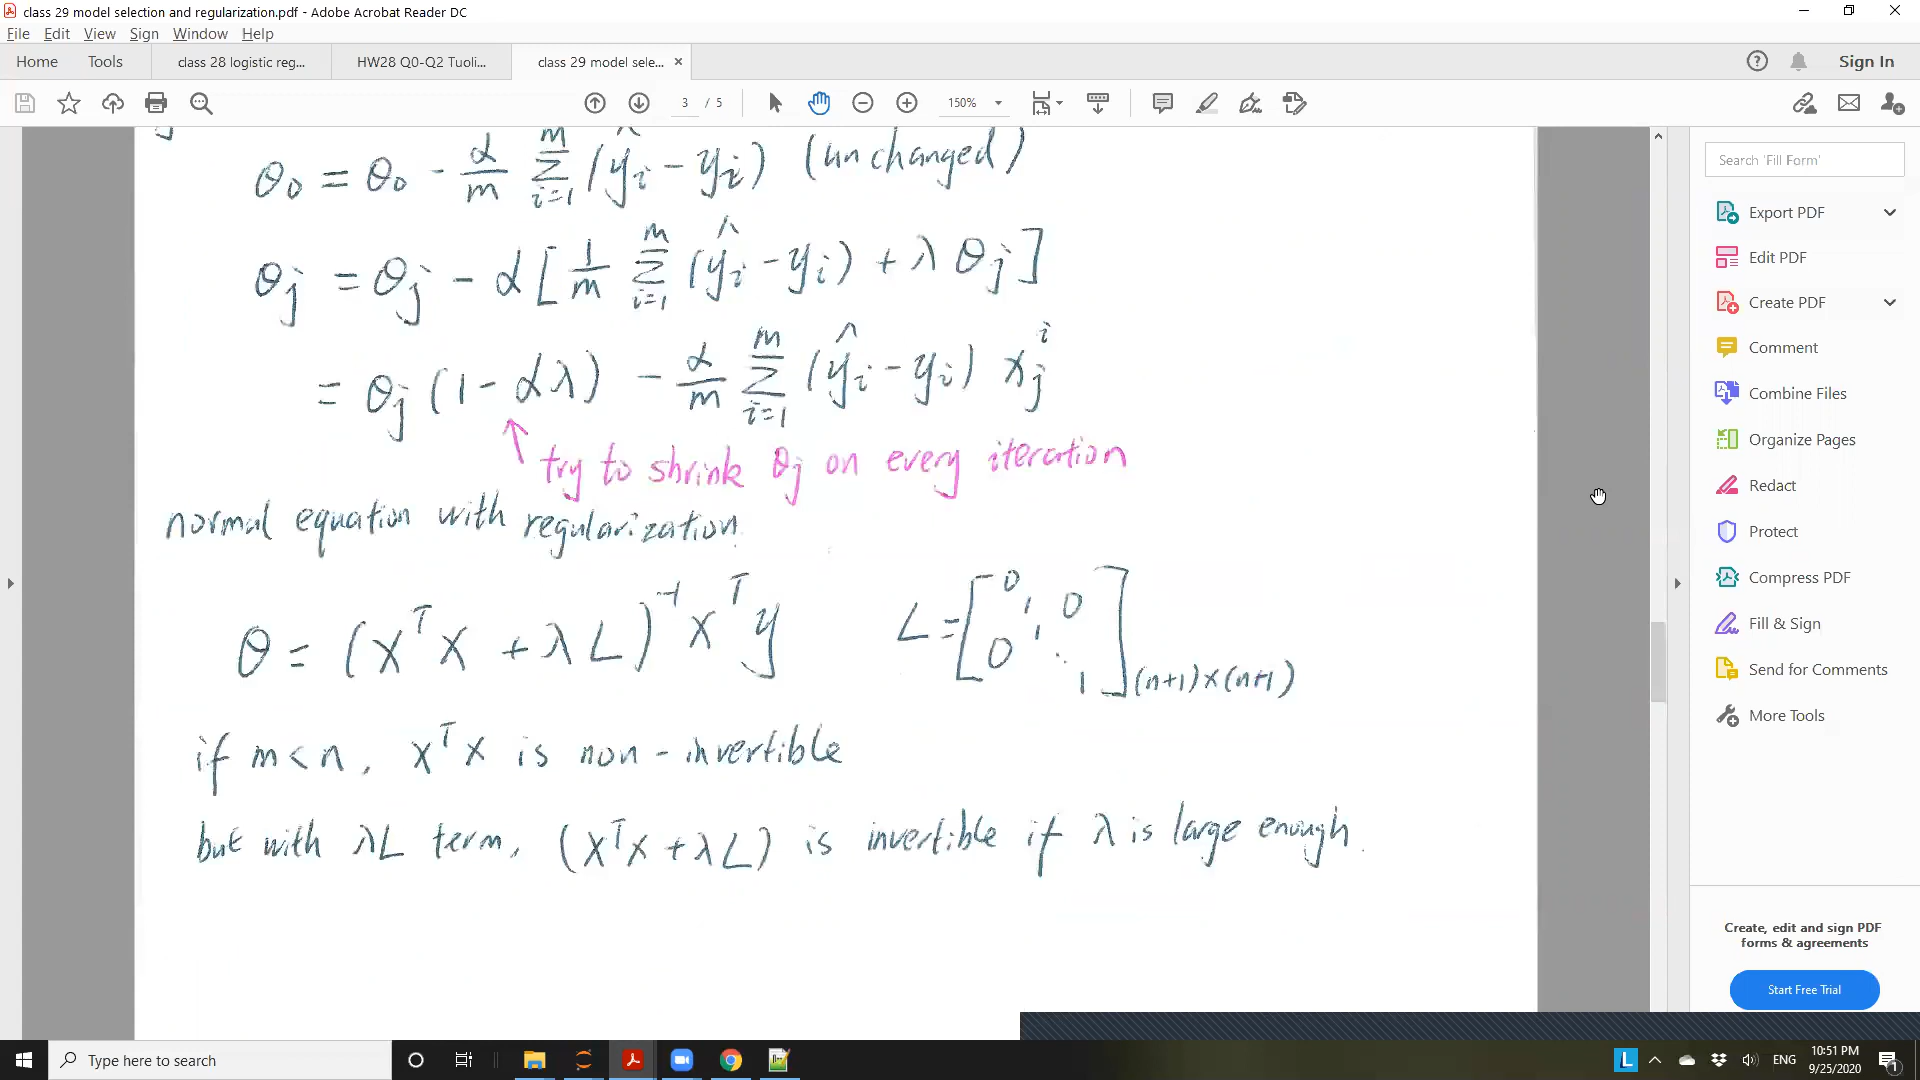 class 29 model selection and regularization.pdf - Adobe Acrobat Reader DC
File Edit View Sign Window Help
Home Tools class 28 logistic reg... HW28 Q0-Q2 Tuoli... class 29 model sele... × Sign In
3 / 5 150%
θ₀ = θ₀ - α/m Σᵢ₌₁ᵐ (ŷᵢ - yᵢ) (unchanged)
θⱼ = θⱼ - α [ 1/m Σᵢ₌₁ᵐ (ŷᵢ - yᵢ) + λ θⱼ ]
= θⱼ (1 - αλ) - α/m Σᵢ₌₁ᵐ (ŷᵢ - yᵢ) xⱼⁱ
try to shrink θⱼ on every iteration
normal equation with regularization
θ = (XᵀX + λL)⁻¹ Xᵀy L = [0 1 0 1 0 ⋱ 1] (n+1)×(n+1)
if m < n, XᵀX is non-invertible
but with λL term, (XᵀX + λL) is invertible if λ is large enough.
Search 'Fill Form'
Export PDF
Edit PDF
Create PDF
Comment
Combine Files
Organize Pages
Redact
Protect
Compress PDF
Fill & Sign
Send for Comments
More Tools
Create, edit and sign PDF
forms & agreements
Start Free Trial
Type here to search
L ENG 10:51 PM
9/25/2020 1